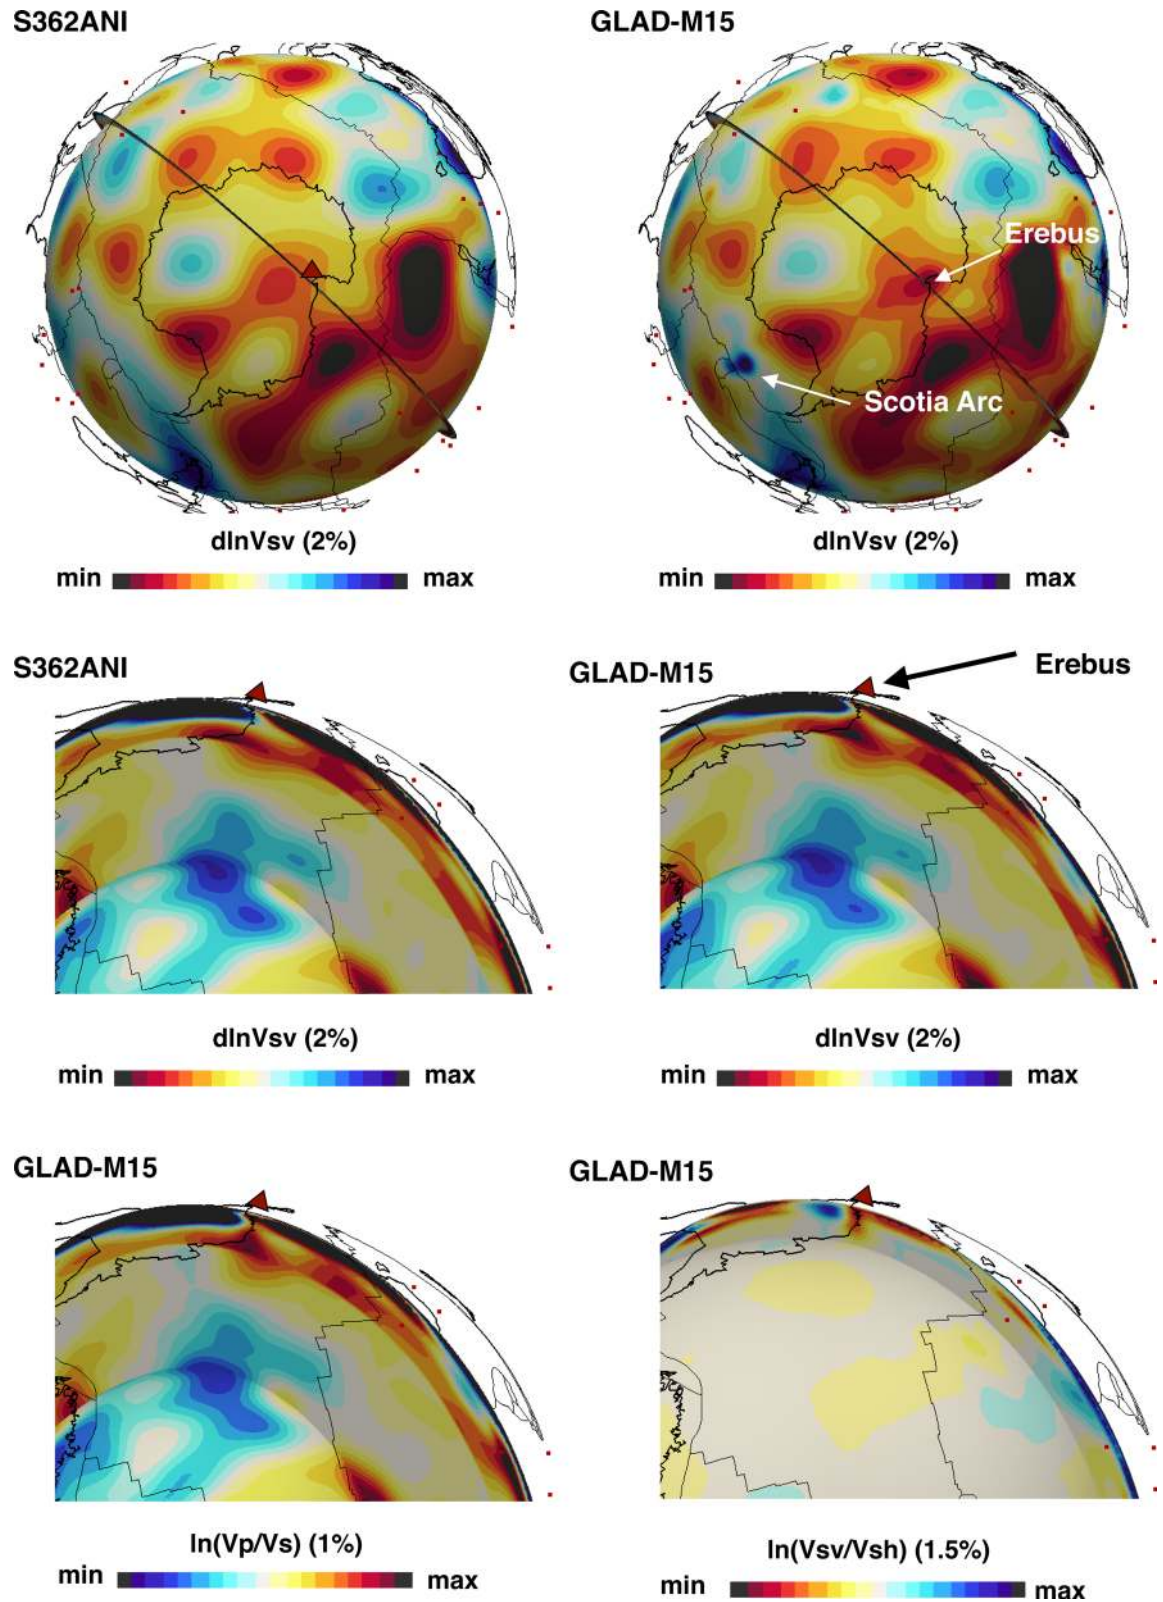 S362ANI
GLAD-M15
Erebus
Scotia Arc
dlnVsv (2%)
dlnVsv (2%)
min max
min max
S362ANI
GLAD-M15
Erebus
dlnVsv (2%)
dlnVsv (2%)
min max
min max
GLAD-M15
GLAD-M15
ln(Vp/Vs) (1%)
ln(Vsv/Vsh) (1.5%)
min max
min max